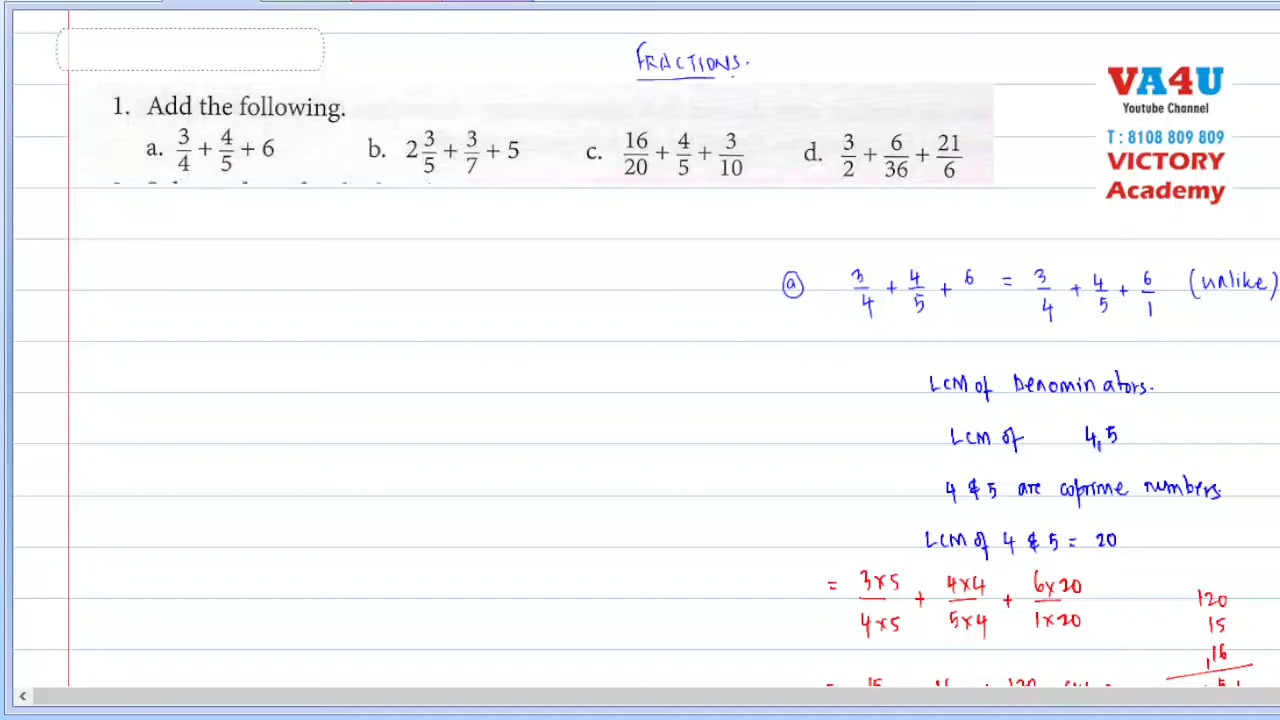 FRACTIONS.
VA4U
Youtube Channel
T : 8108 809 809
VICTORY
Academy
1. Add the following.
a. 3/4 + 4/5 + 6 b. 2 3/5 + 3/7 + 5 c. 16/20 + 4/5 + 3/10 d. 3/2 + 6/36 + 21/6
ⓐ 3/4 + 4/5 + 6 = 3/4 + 4/5 + 6/1 (unlike)
LCM of Denominators.
LCM of 4,5
4 & 5 are coprime numbers.
LCM of 4 & 5 = 20
= 3×5/4×5 + 4×4/5×4 + 6×20/1×20
120
15
16